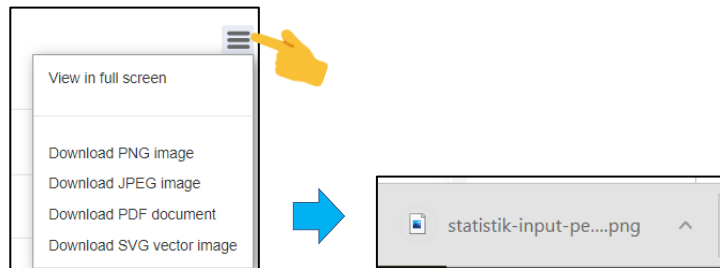 View in full screen
Download PNG image
Download JPEG image
Download PDF document
Download SVG vector image
statistik-input-pe....png